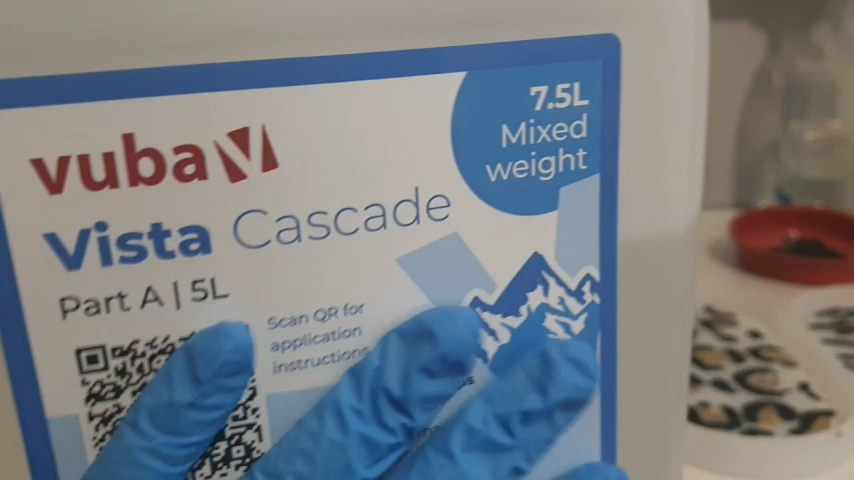 vuba
Vista Cascade
Part A | 5L
7.5L
Mixed
weight
Scan QR for
application
instructions